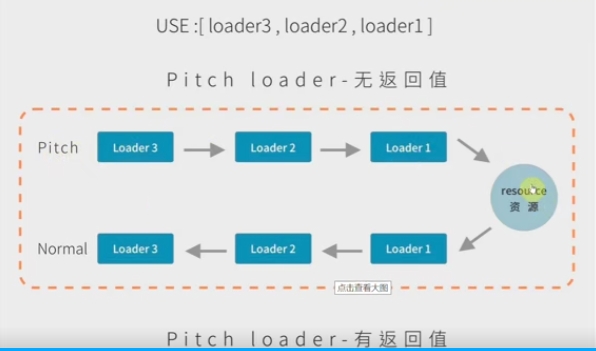 USE :[ loader3 , loader2 , loader1 ]
Pitch loader-无返回值
Pitch Loader 3 Loader 2 Loader 1
resource
资源
Normal Loader 3 Loader 2 Loader 1
点击查看大图
Pitch loader-有返回值